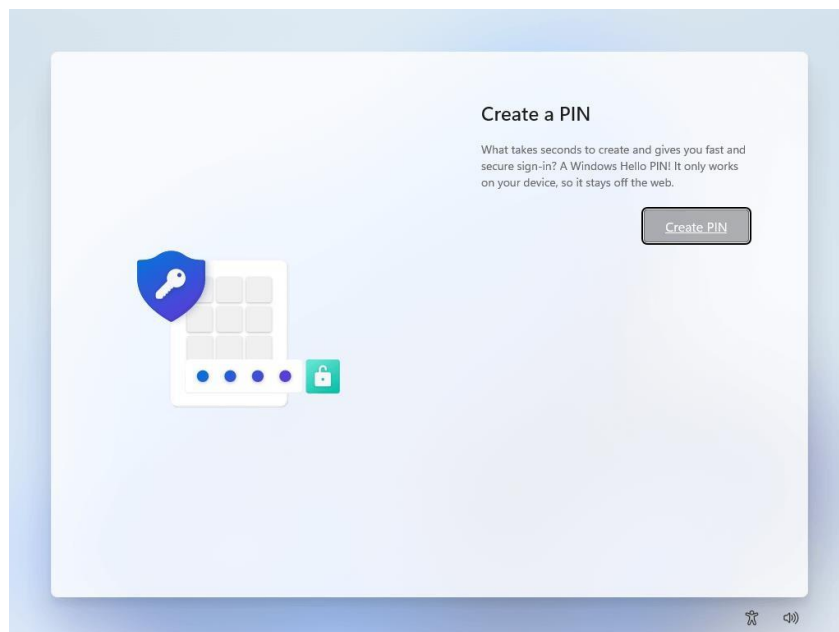 Create a PIN
What takes seconds to create and gives you fast and
secure sign-in? A Windows Hello PIN! It only works
on your device, so it stays off the web.
Create PIN